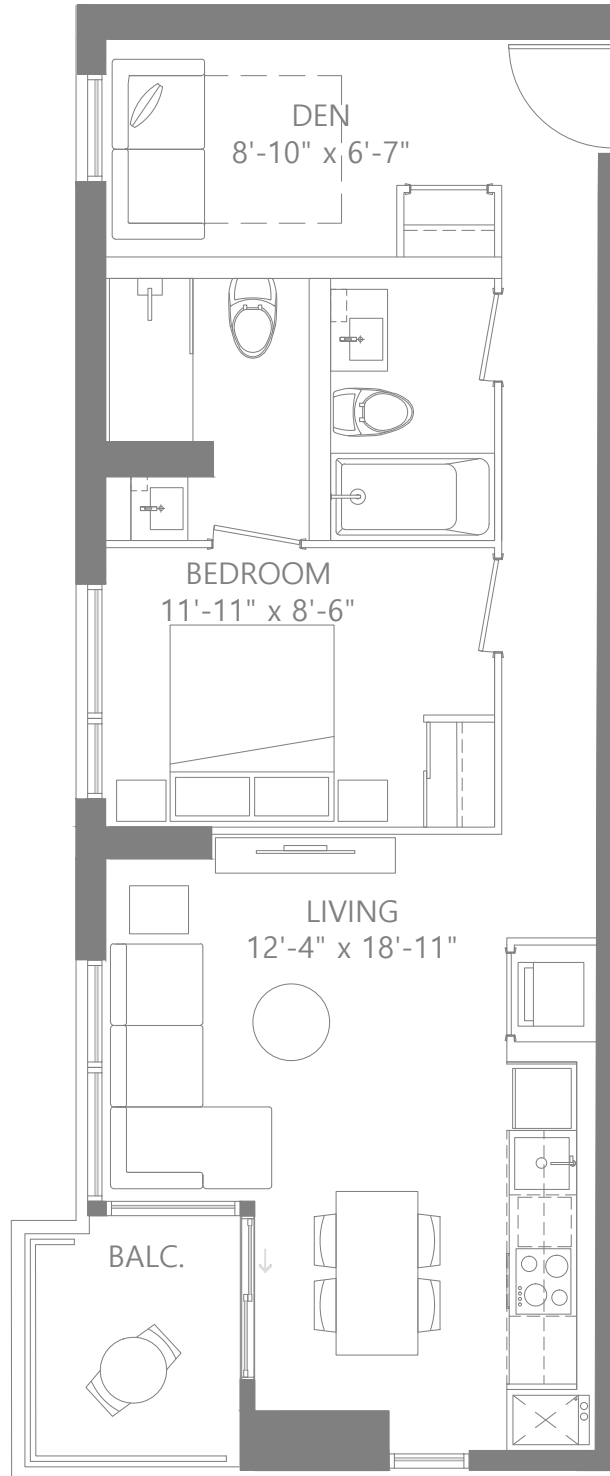 DEN
8'-10" x 6'-7"
BEDROOM
11'-11" x 8'-6"
LIVING
12'-4" x 18'-11"
BALC.